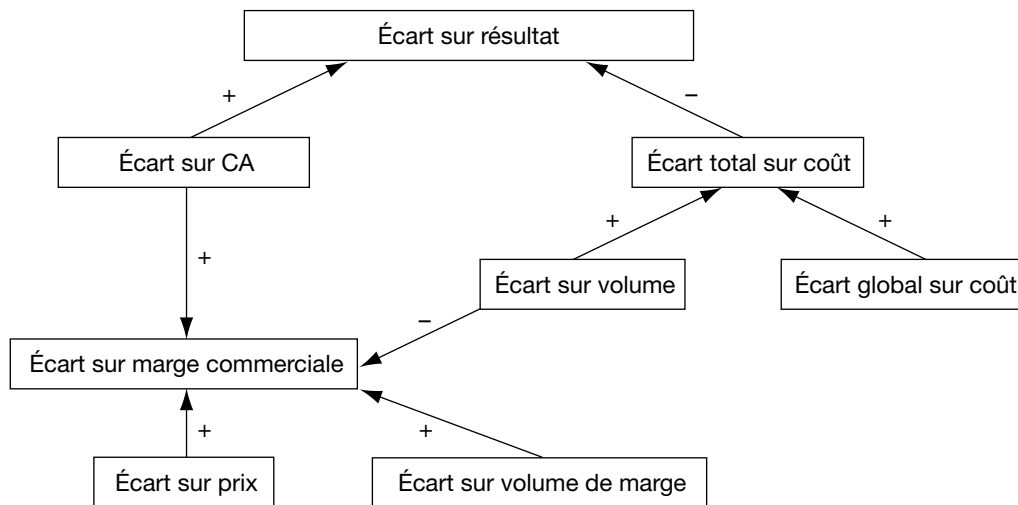 Écart sur résultat
+
−
Écart sur CA
Écart total sur coût
+
+
+
Écart sur volume
Écart global sur coût
−
Écart sur marge commerciale
+
+
Écart sur prix
Écart sur volume de marge